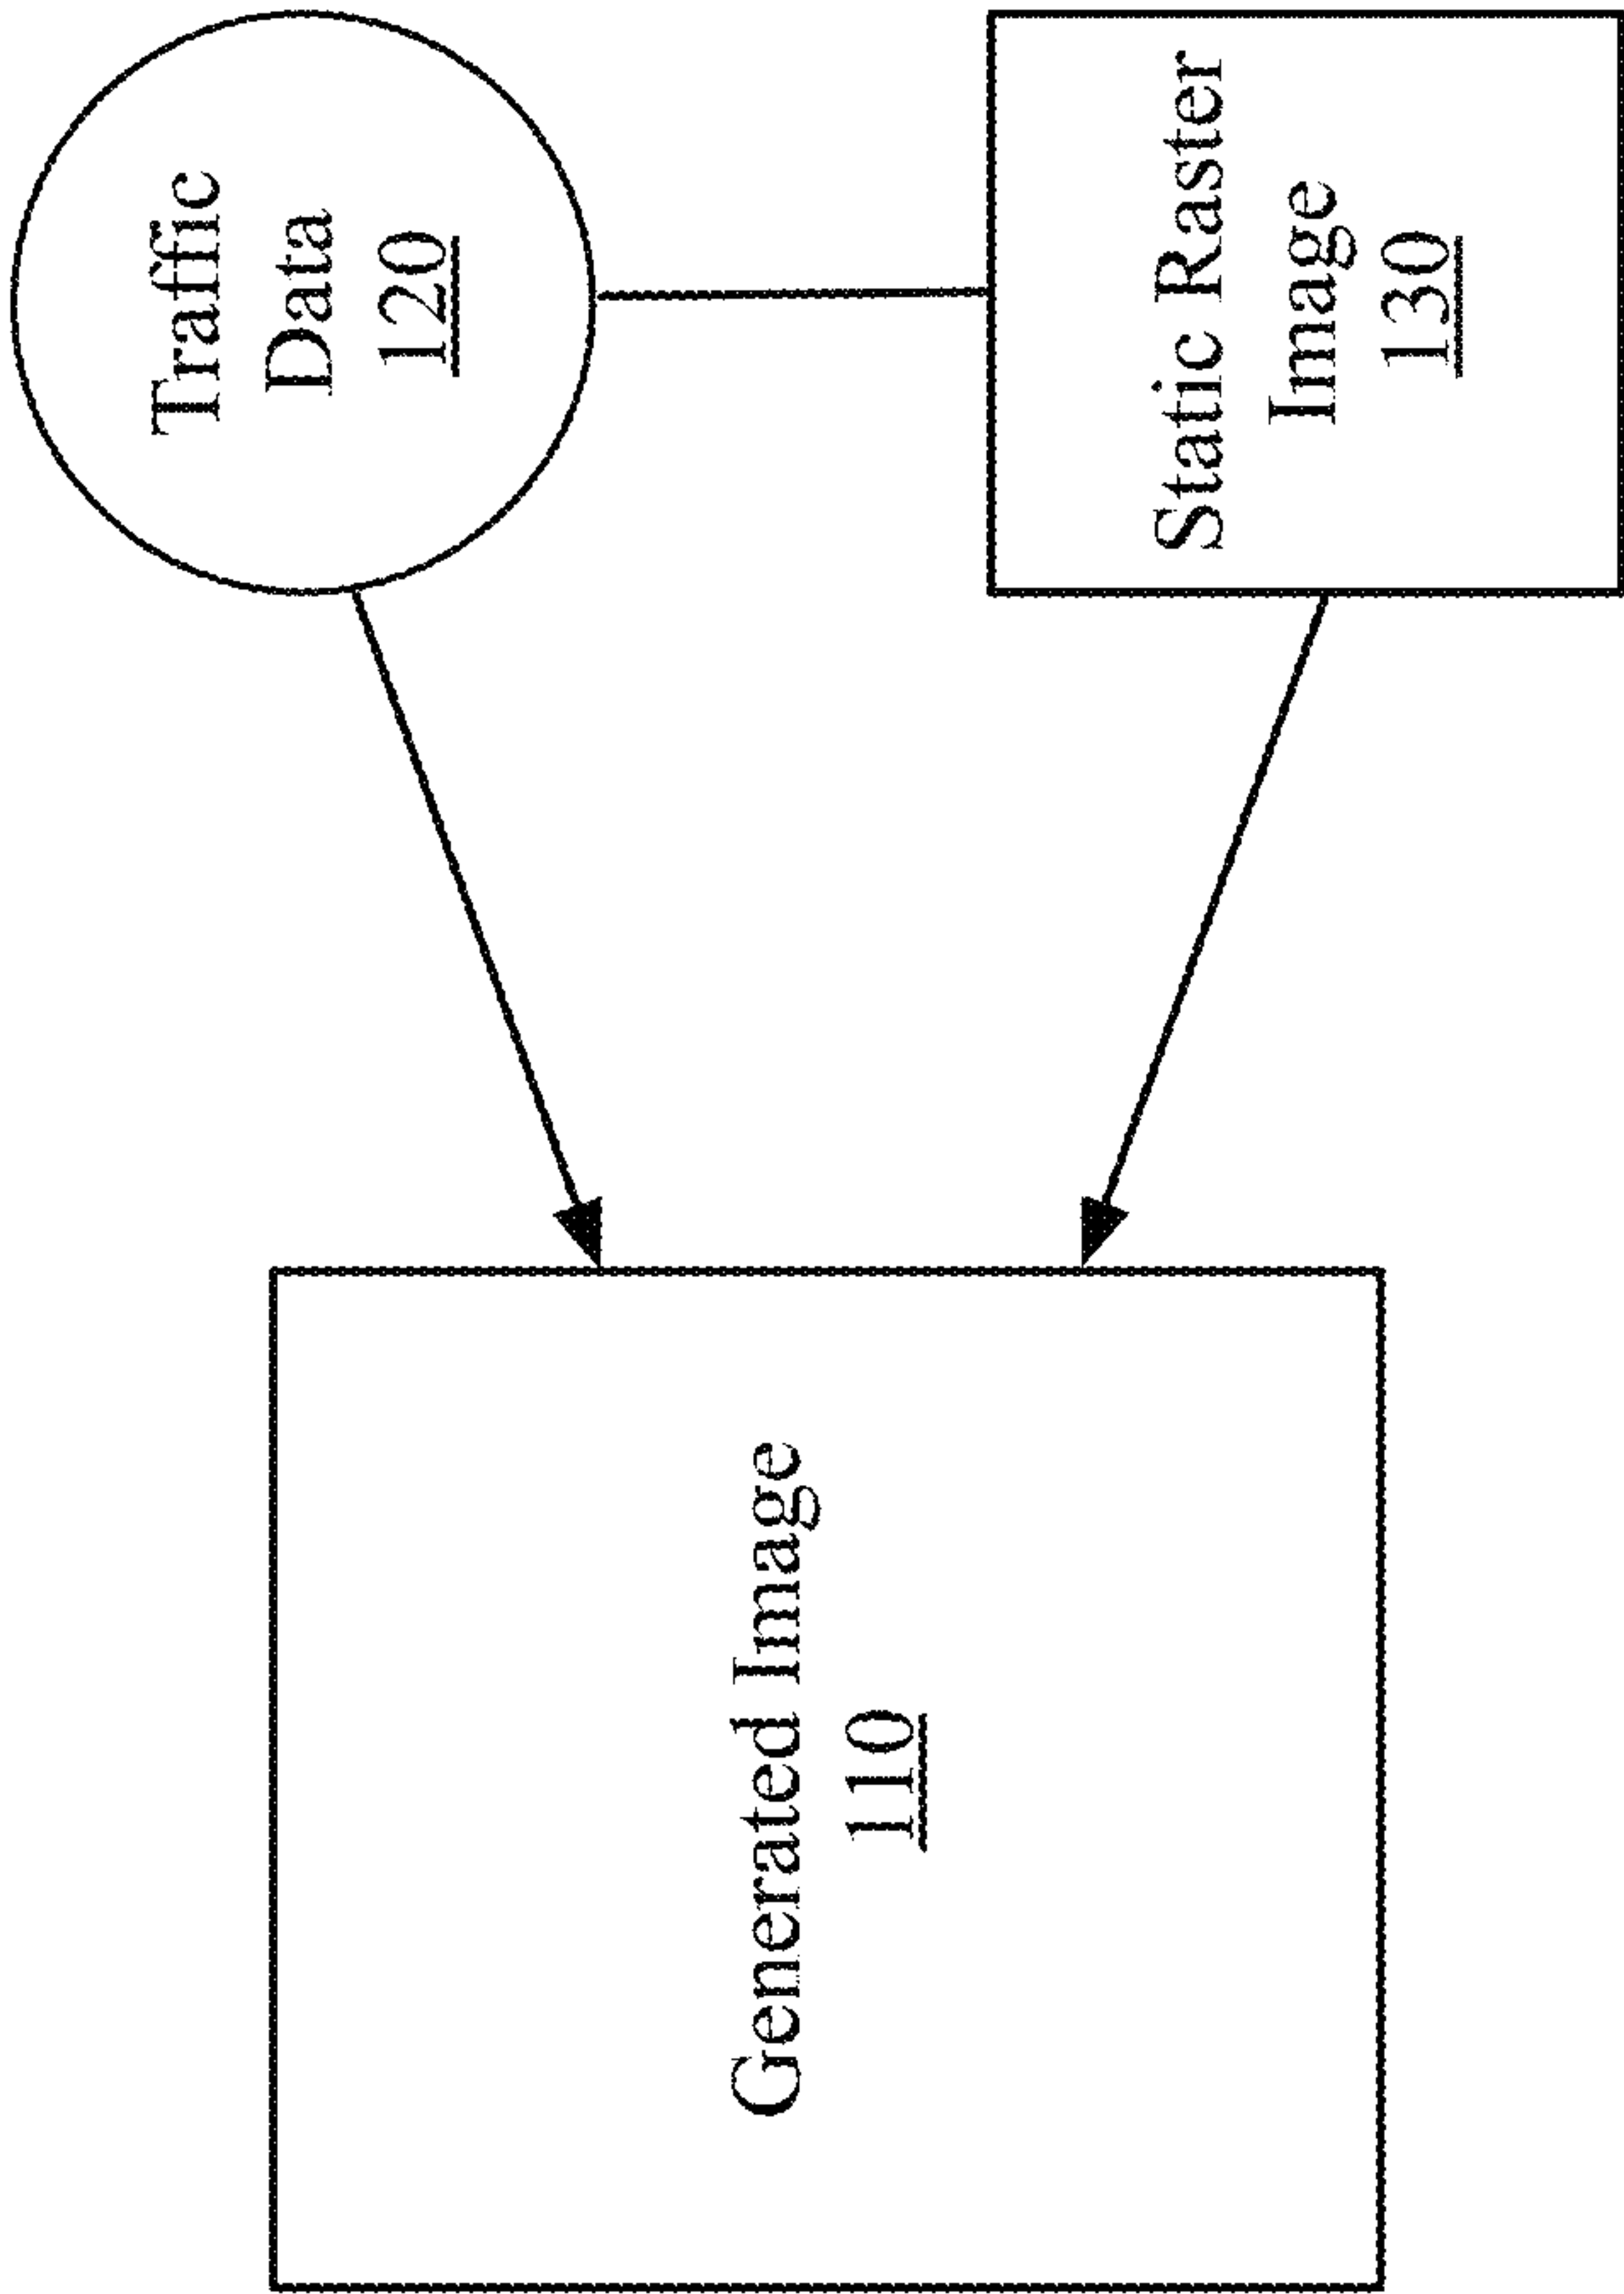 Generated Image
110
Traffic
Data
120
Static Raster
Image
130